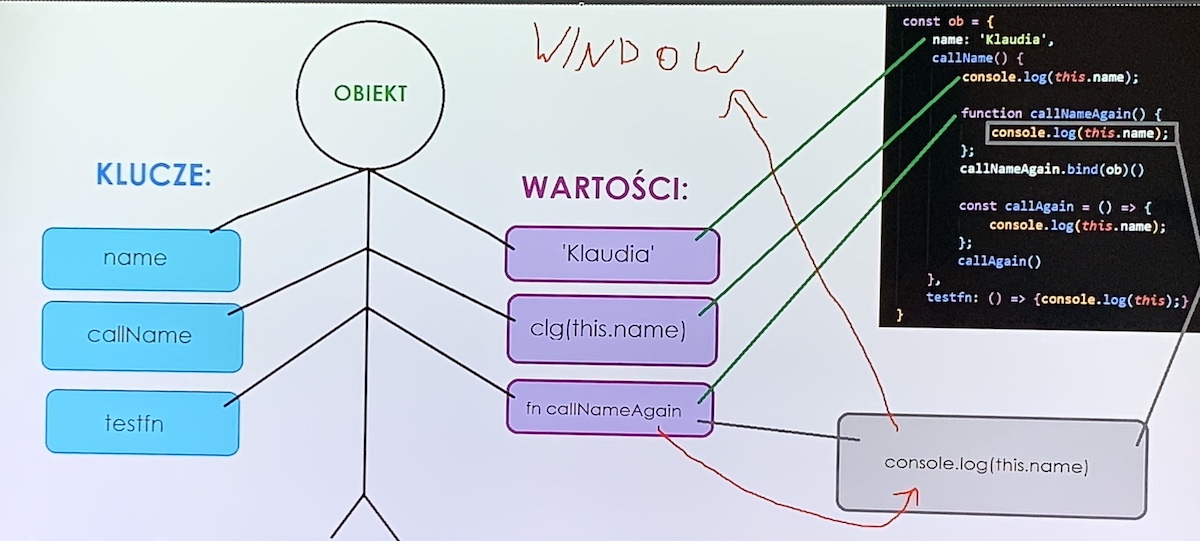 WINDOW
OBIEKT
KLUCZE:
name
callName
testfn
WARTOŚCI:
'Klaudia'
clg(this.name)
fn callNameAgain
const ob = {
name: 'Klaudia',
callName() {
console.log(this.name);
function callNameAgain() {
console.log(this.name);
};
callNameAgain.bind(ob)()
const callAgain = () => {
console.log(this.name);
};
callAgain()
},
testfn: () => {console.log(this);}
}
console.log(this.name)